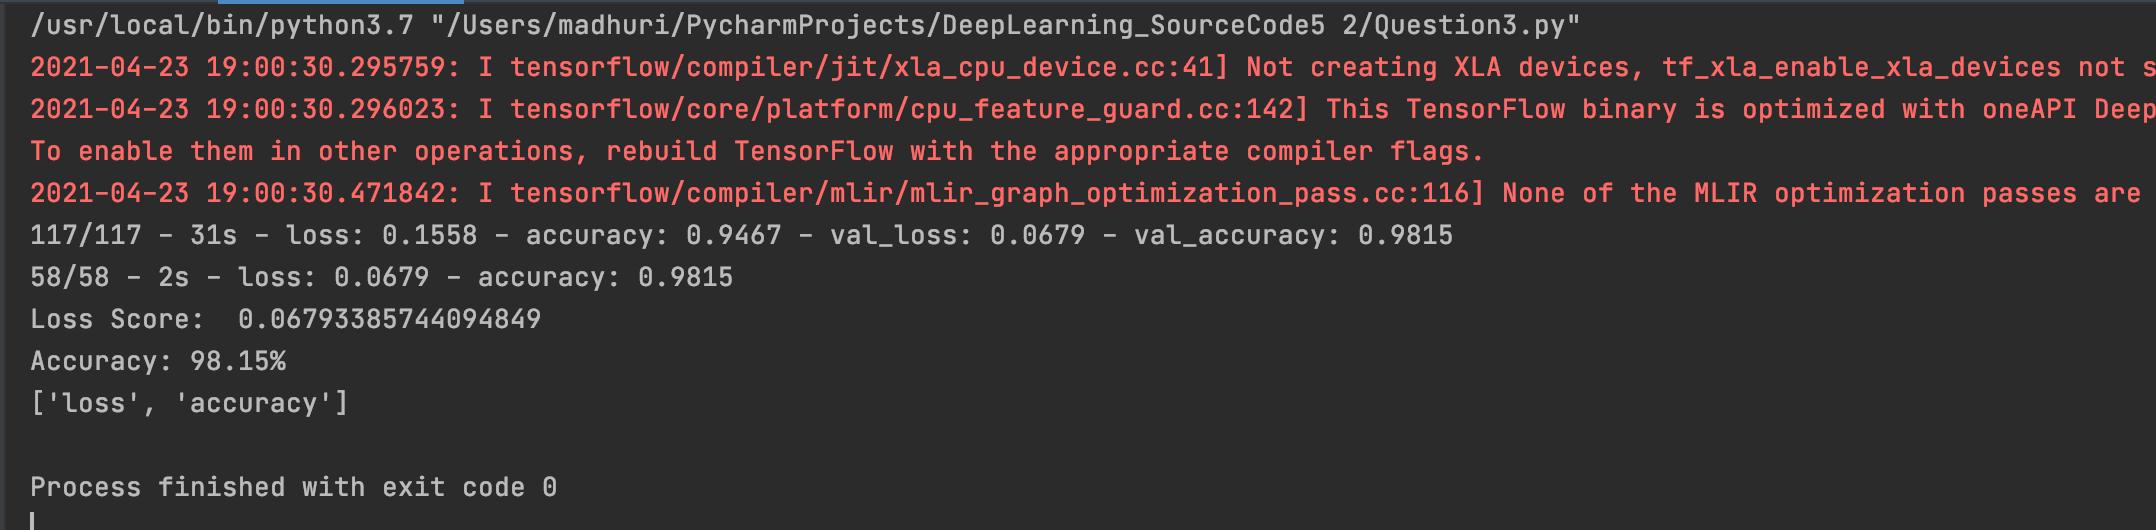 /usr/local/bin/python3.7 "/Users/madhuri/PycharmProjects/DeepLearning_SourceCode5 2/Question3.py"
2021-04-23 19:00:30.295759: I tensorflow/compiler/jit/xla_cpu_device.cc:41] Not creating XLA devices, tf_xla_enable_xla_devices not s
2021-04-23 19:00:30.296023: I tensorflow/core/platform/cpu_feature_guard.cc:142] This TensorFlow binary is optimized with oneAPI Deep
To enable them in other operations, rebuild TensorFlow with the appropriate compiler flags.
2021-04-23 19:00:30.471842: I tensorflow/compiler/mlir/mlir_graph_optimization_pass.cc:116] None of the MLIR optimization passes are
117/117 - 31s - loss: 0.1558 - accuracy: 0.9467 - val_loss: 0.0679 - val_accuracy: 0.9815
58/58 - 2s - loss: 0.0679 - accuracy: 0.9815
Loss Score:  0.06793385744094849
Accuracy: 98.15%
['loss', 'accuracy']
Process finished with exit code 0